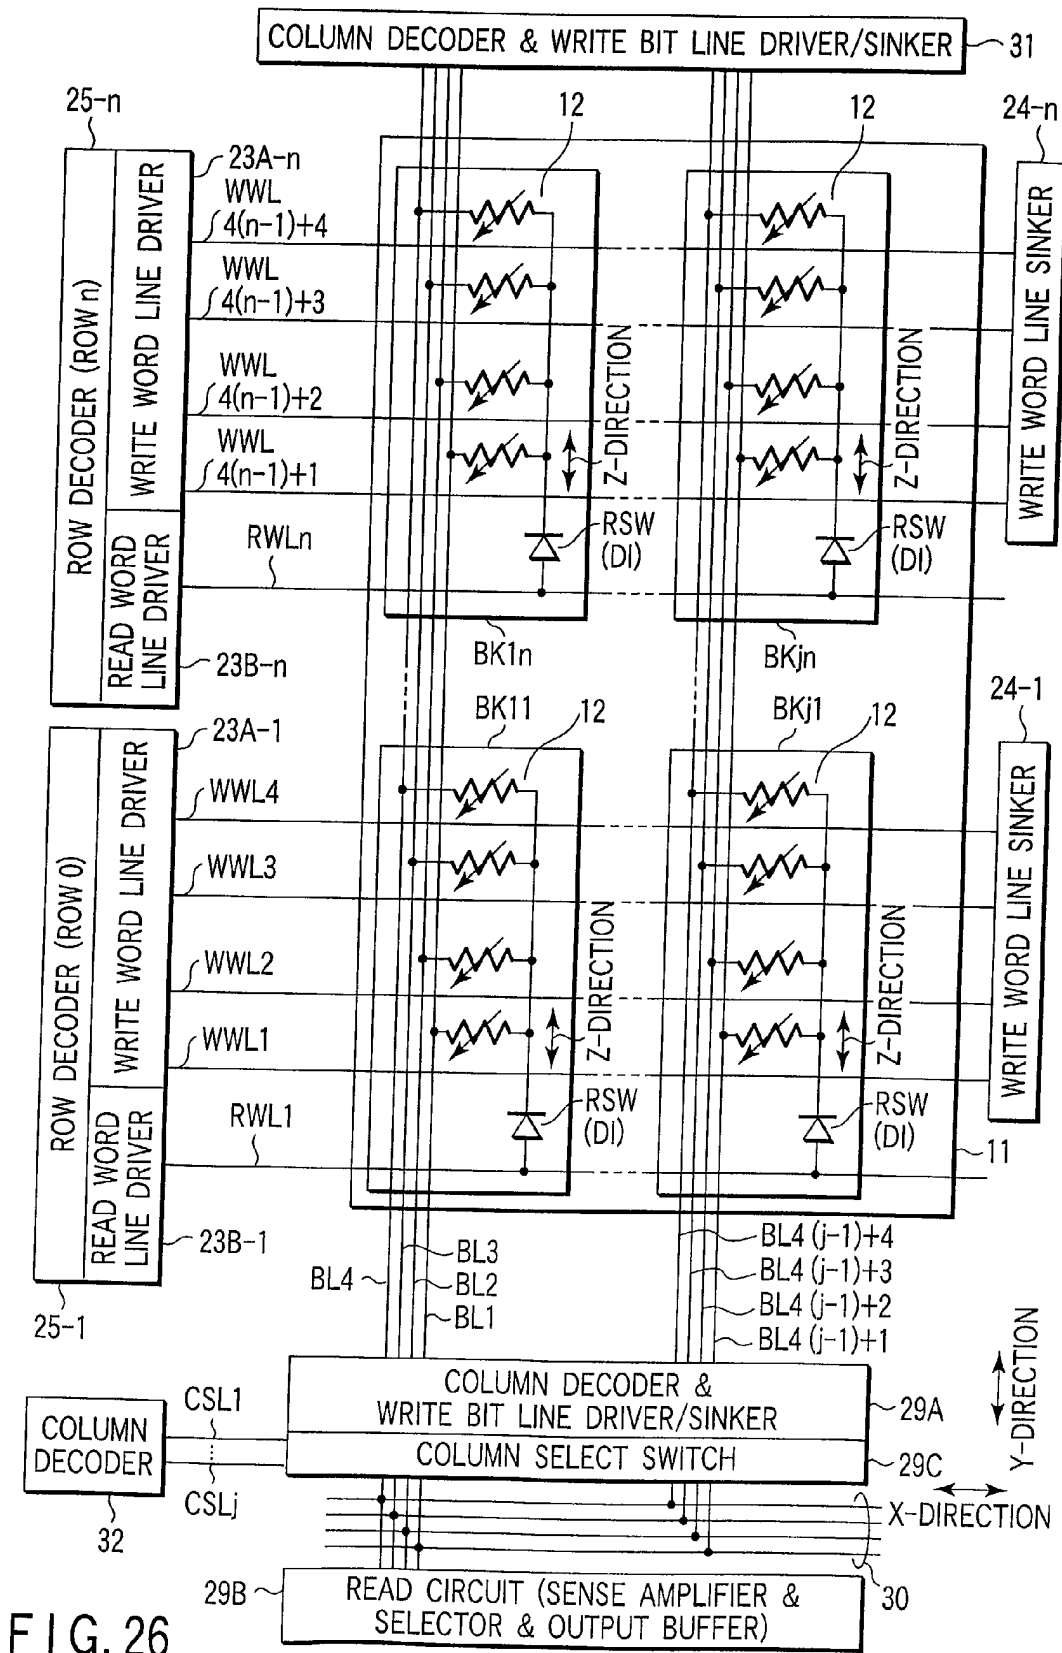 COLUMN DECODER & WRITE BIT LINE DRIVER/SINKER
31
25-n
12
12
24-n
23A-n
ROW DECODER (ROW n)
WRITE WORD LINE DRIVER
READ WORD
LINE DRIVER
WWL
4(n-1)+4
WWL
4(n-1)+3
WWL
4(n-1)+2
WWL
4(n-1)+1
Z-DIRECTION
Z-DIRECTION
WRITE WORD LINE SINKER
RWLn
RSW
(DI)
RSW
(DI)
23B-n
BK1n
BKjn
24-1
23A-1
BK11
12
BKj1
12
ROW DECODER (ROW 0)
WRITE WORD LINE DRIVER
READ WORD
LINE DRIVER
WWL4
WWL3
WWL2
WWL1
Z-DIRECTION
Z-DIRECTION
WRITE WORD LINE SINKER
RWL1
RSW
(DI)
RSW
(DI)
11
23B-1
25-1
BL4
BL3
BL2
BL1
BL4 (j-1)+4
BL4 (j-1)+3
BL4 (j-1)+2
BL4 (j-1)+1
COLUMN DECODER &
WRITE BIT LINE DRIVER/SINKER
29A
COLUMN SELECT SWITCH
29C
COLUMN
DECODER
32
CSL1
CSLj
Y-DIRECTION
X-DIRECTION
30
29B
READ CIRCUIT (SENSE AMPLIFIER &
SELECTOR & OUTPUT BUFFER)
FIG. 26